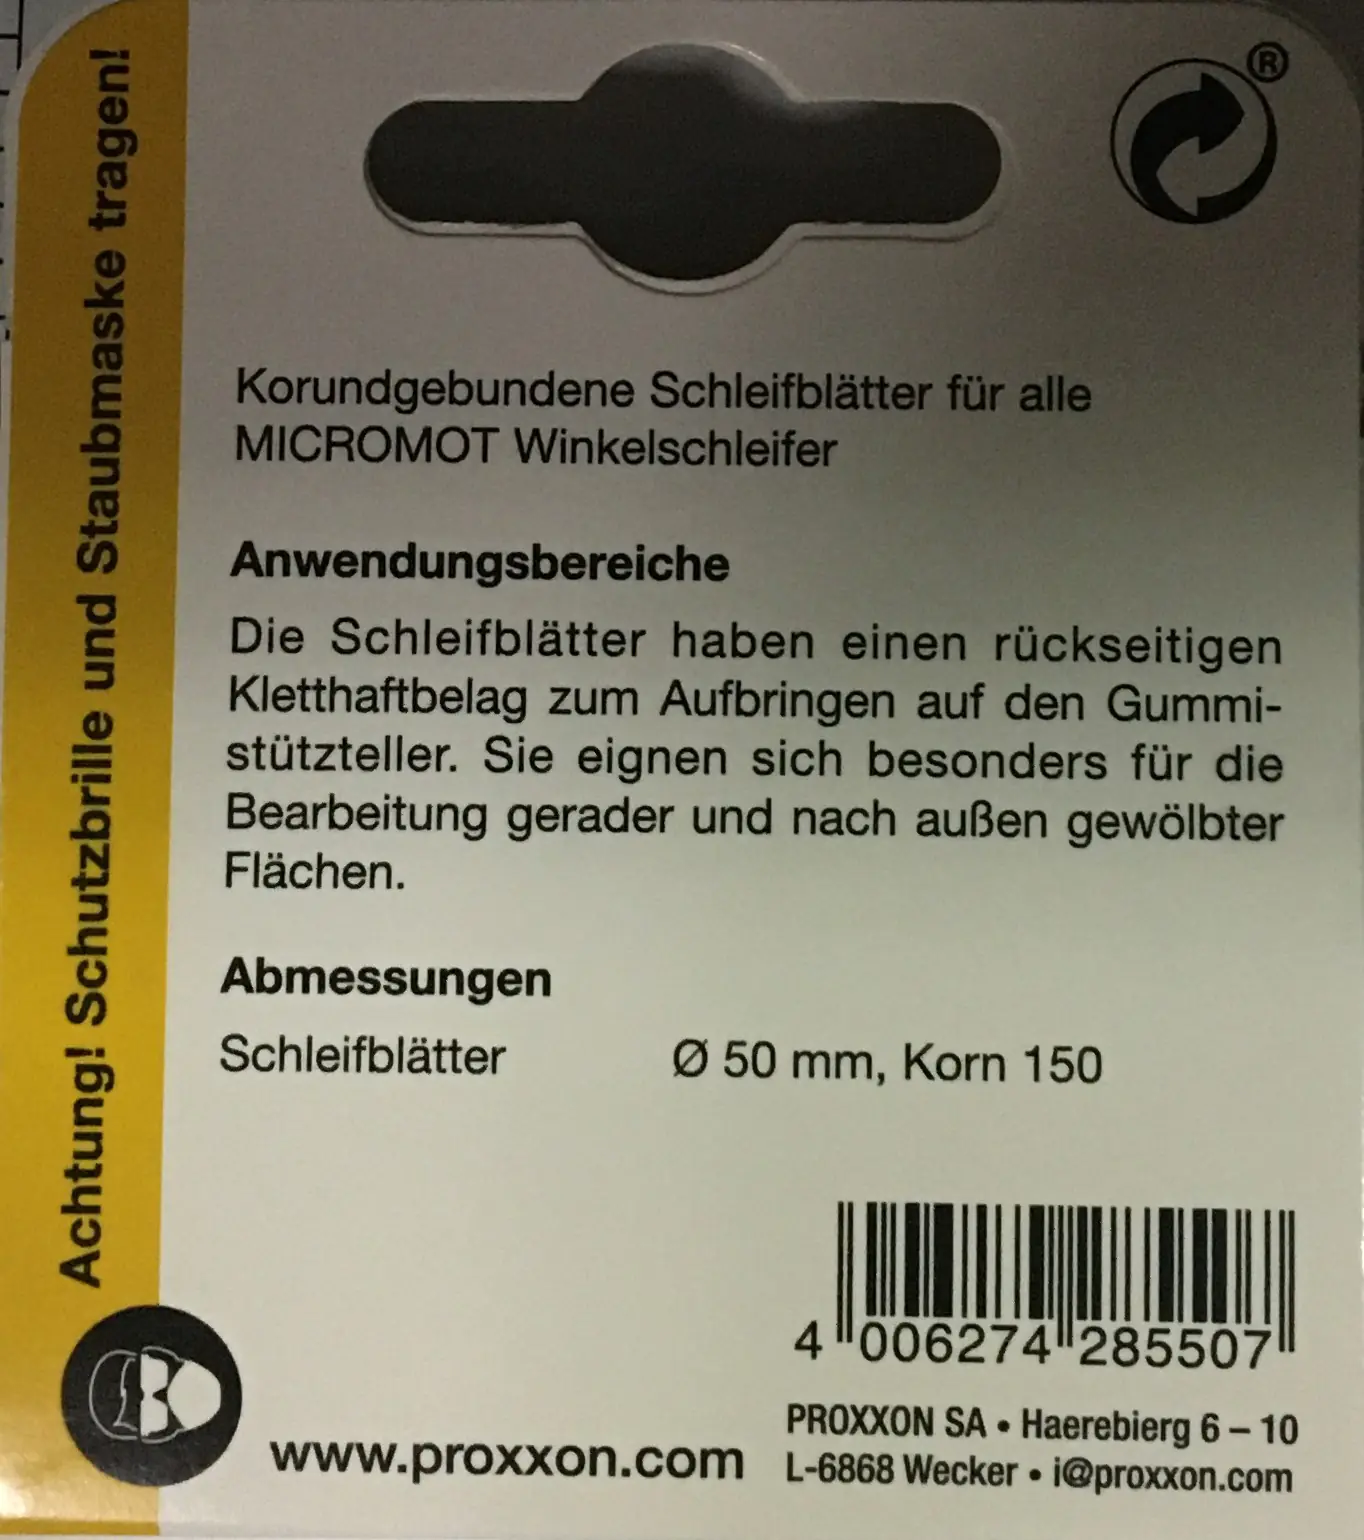 Achtung! Schutzbrille und Staubmaske tragen!
®
Korundgebundene Schleifblätter für alle
MICROMOT Winkelschleifer
Anwendungsbereiche
Die Schleifblätter haben einen rückseitigen
Kletthaftbelag zum Aufbringen auf den Gummi-
stützteller. Sie eignen sich besonders für die
Bearbeitung gerader und nach außen gewölbter
Flächen.
Abmessungen
Schleifblätter Ø 50 mm, Korn 150
4 006274 285507
www.proxxon.com
PROXXON SA • Haerebierg 6 – 10
L-6868 Wecker • i@proxxon.com